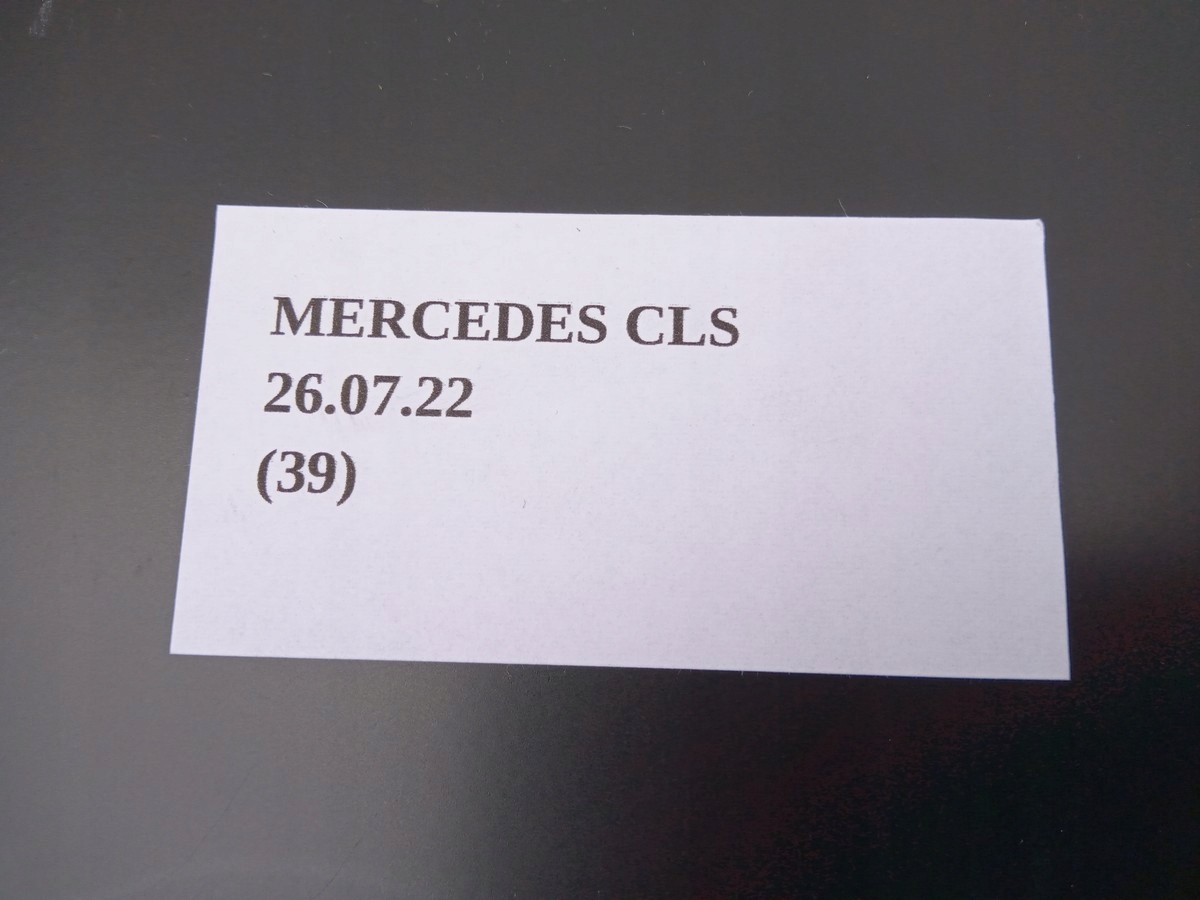 MERCEDES CLS
26.07.22
(39)